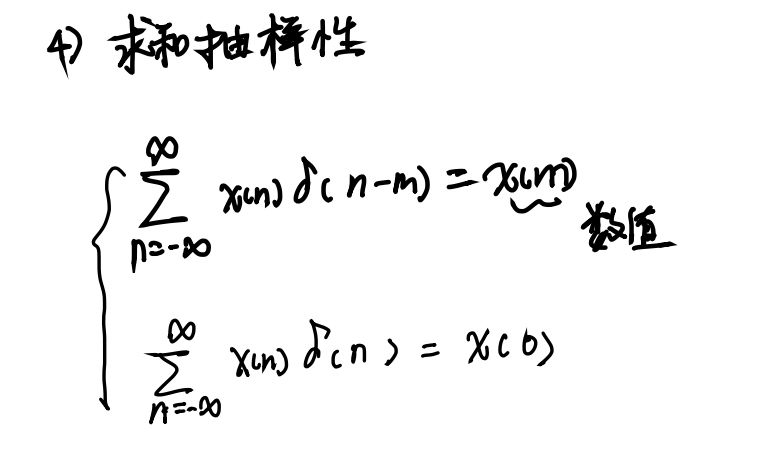 4) 求和抽样性
∑_{n=-∞}^{∞} x(n) δ(n-m) = x(m) 数值
∑_{n=-∞}^{∞} x(n) δ(n) = x(0)